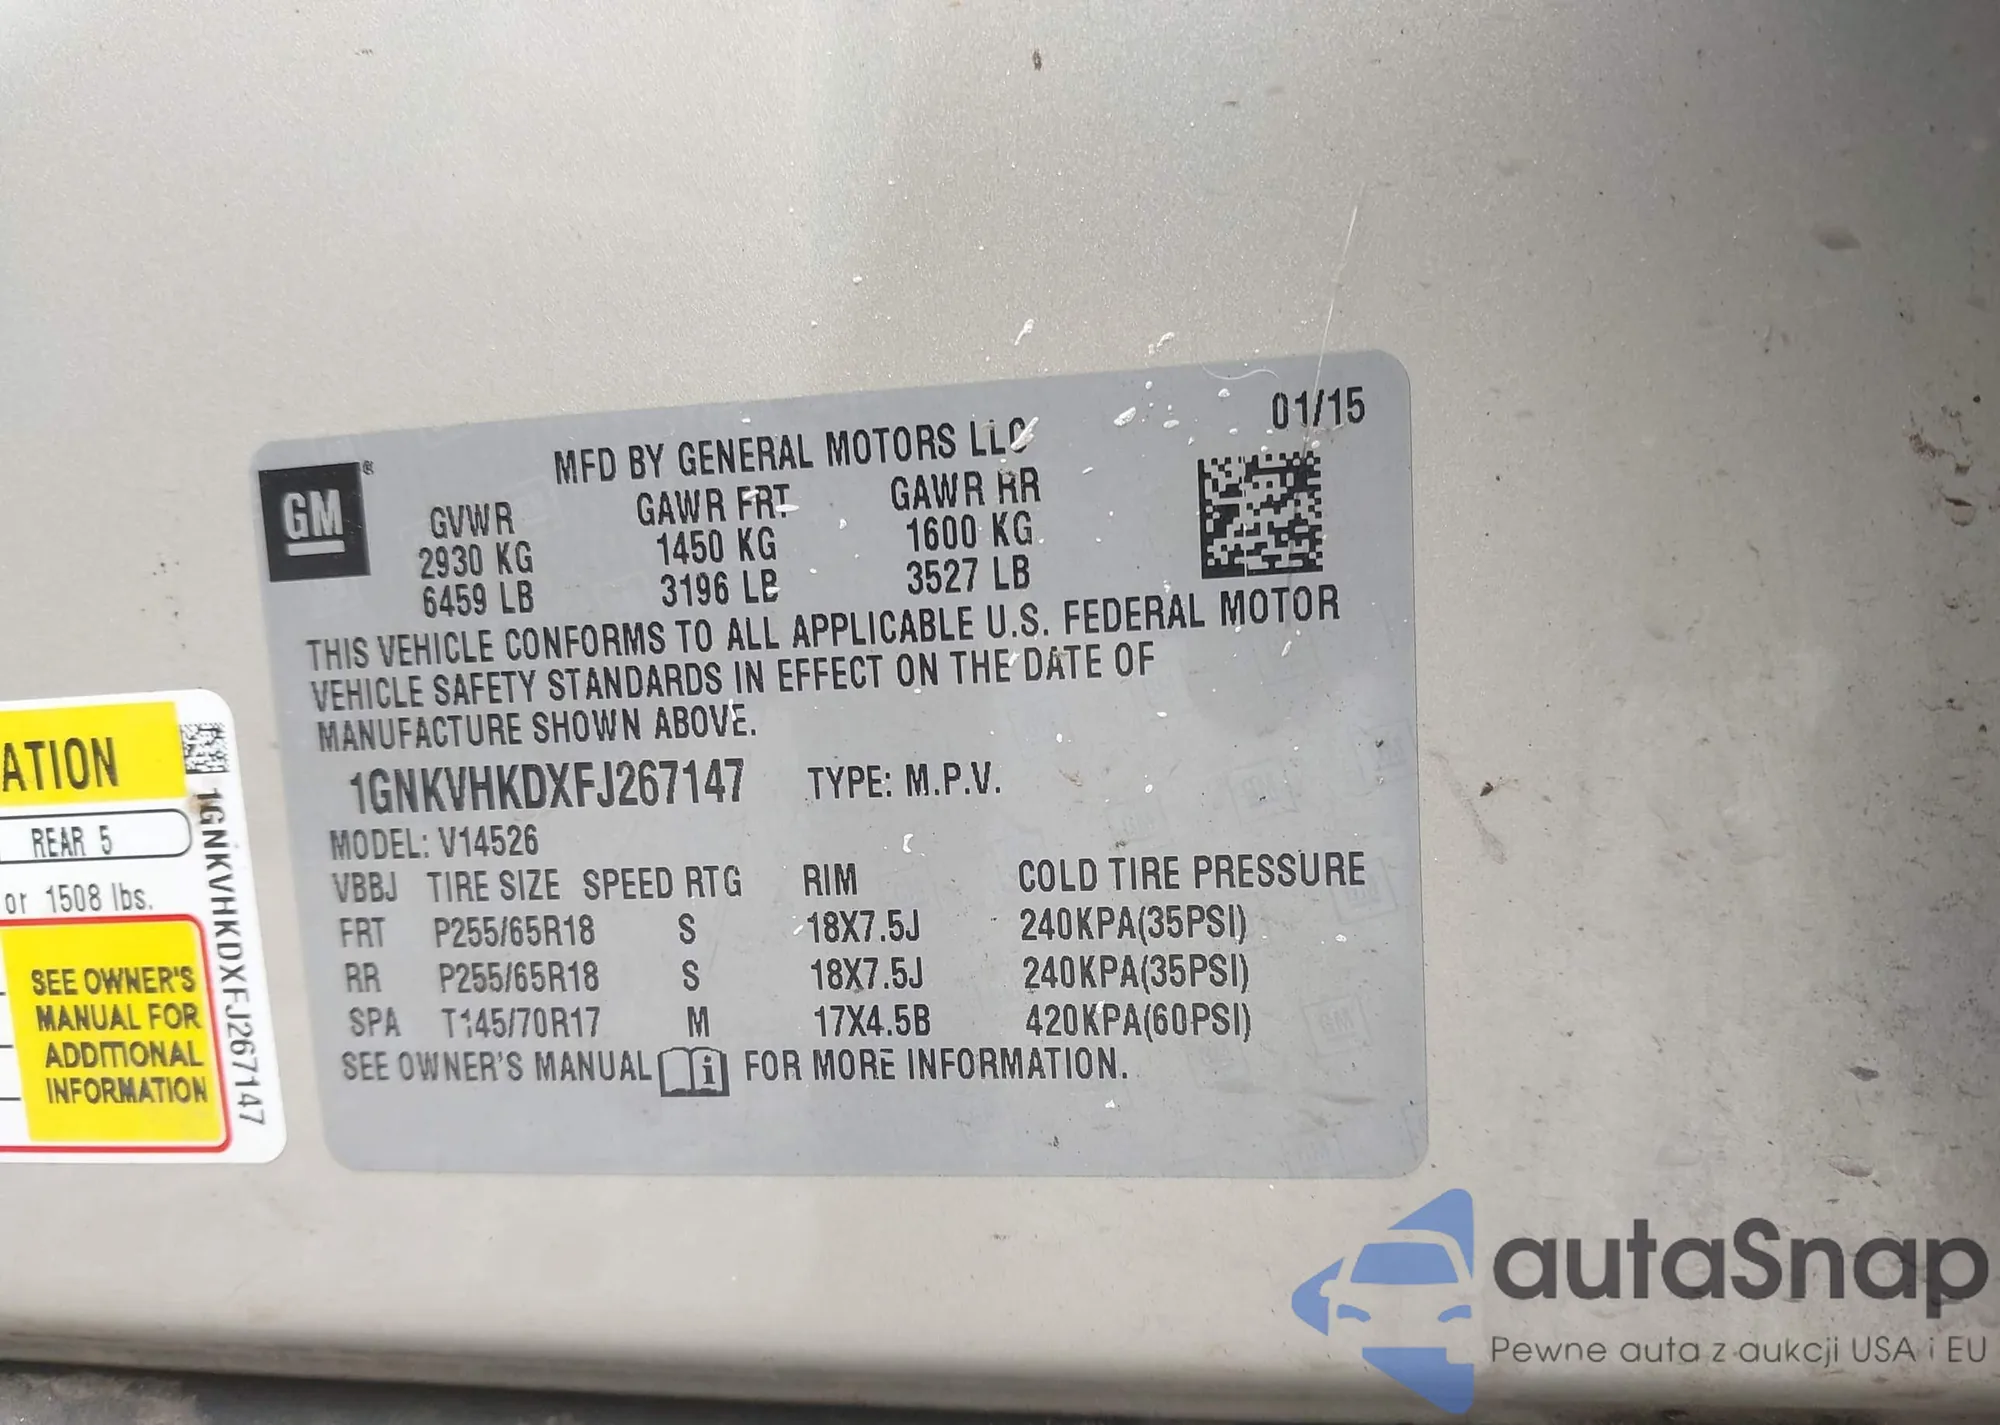 01/15
MFD BY GENERAL MOTORS LLC
GM®
GVWR GAWR FRT GAWR RR
2930 KG 1450 KG 1600 KG
6459 LB 3196 LB 3527 LB
THIS VEHICLE CONFORMS TO ALL APPLICABLE U.S. FEDERAL MOTOR
VEHICLE SAFETY STANDARDS IN EFFECT ON THE DATE OF
MANUFACTURE SHOWN ABOVE.
1GNKVHKDXFJ267147 TYPE: M.P.V.
MODEL: V14526
VBBJ TIRE SIZE SPEED RTG RIM COLD TIRE PRESSURE
FRT P255/65R18 S 18X7.5J 240KPA(35PSI)
RR P255/65R18 S 18X7.5J 240KPA(35PSI)
SPA T145/70R17 M 17X4.5B 420KPA(60PSI)
SEE OWNER'S MANUAL i FOR MORE INFORMATION.
ATION
REAR 5
or 1508 lbs.
SEE OWNER'S
MANUAL FOR
ADDITIONAL
INFORMATION
1GNKVHKDXFJ267147
autaSnap
Pewne auta z aukcji USA i EU